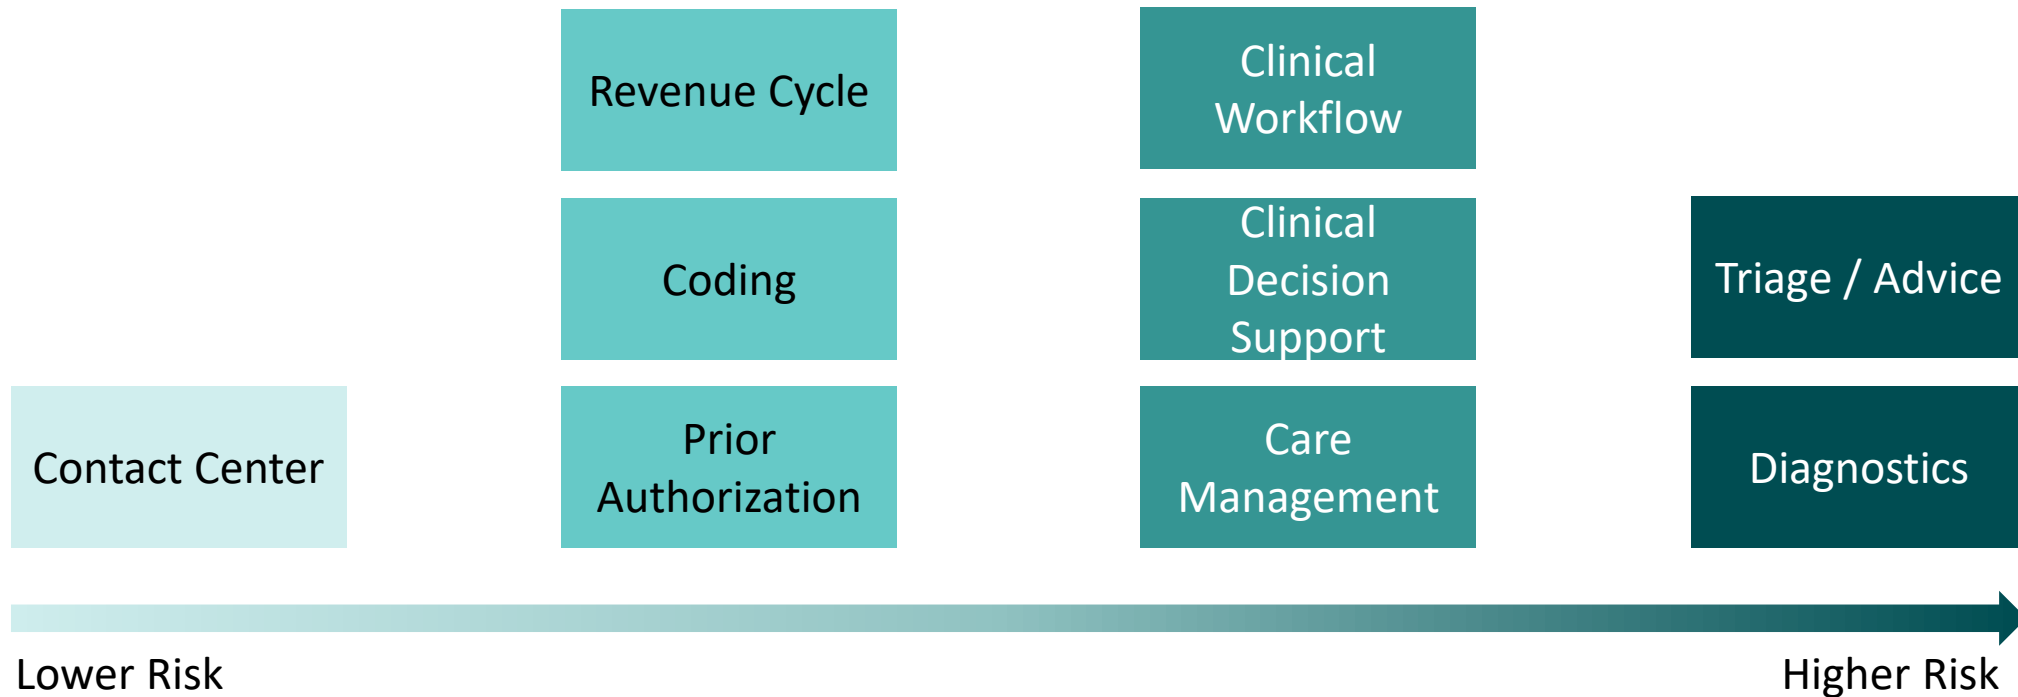 Revenue Cycle
Clinical
Workflow
Coding
Clinical
Decision
Support
Triage / Advice
Contact Center
Prior
Authorization
Care
Management
Diagnostics
Lower Risk
Higher Risk